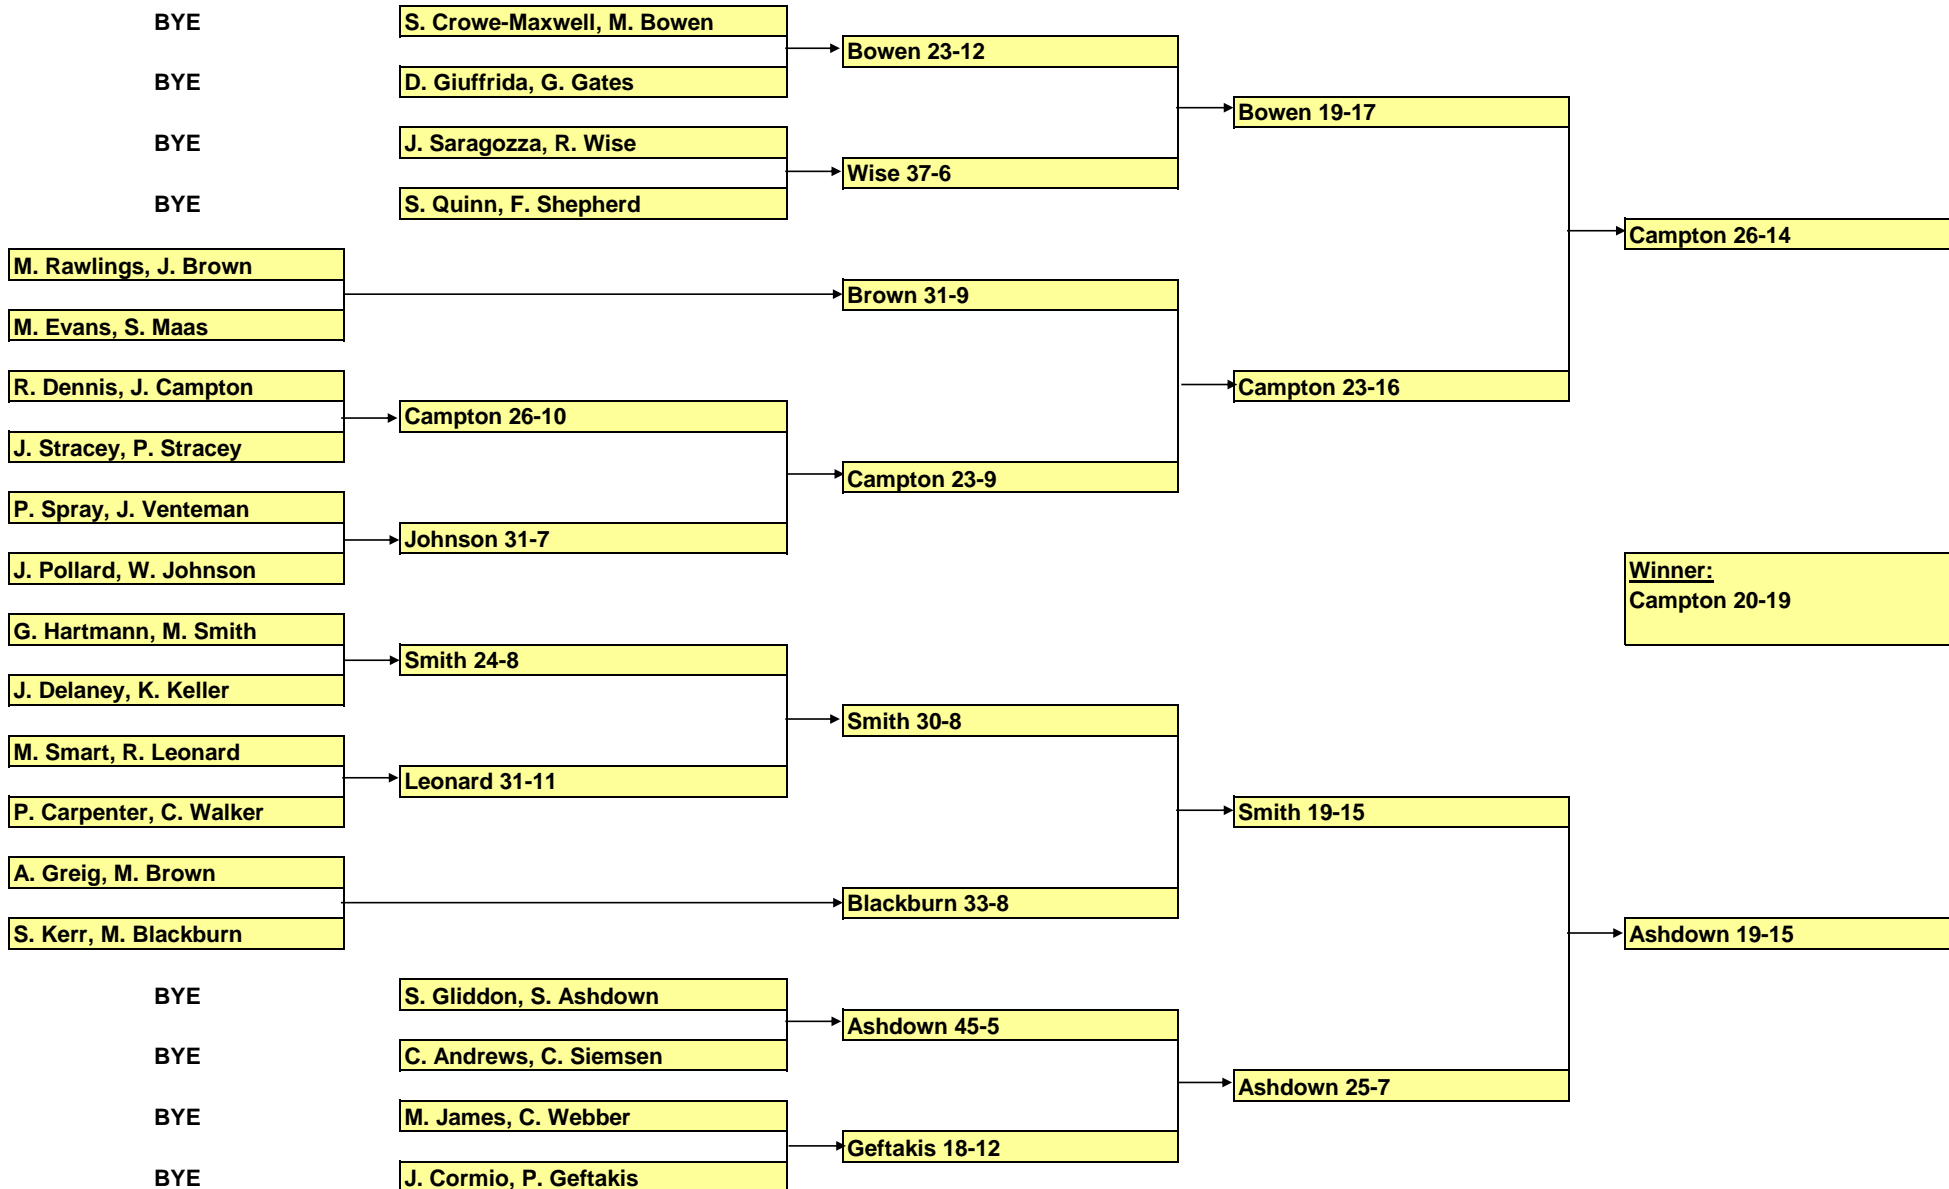 BYE
S. Crowe-Maxwell, M. Bowen
Bowen 23-12
BYE
D. Giuffrida, G. Gates
Bowen 19-17
BYE
J. Saragozza, R. Wise
Wise 37-6
BYE
S. Quinn, F. Shepherd
Campton 26-14
M. Rawlings, J. Brown
Brown 31-9
M. Evans, S. Maas
R. Dennis, J. Campton
Campton 23-16
Campton 26-10
J. Stracey, P. Stracey
Campton 23-9
P. Spray, J. Venteman
Johnson 31-7
J. Pollard, W. Johnson
Winner:
Campton 20-19
G. Hartmann, M. Smith
Smith 24-8
J. Delaney, K. Keller
Smith 30-8
M. Smart, R. Leonard
Leonard 31-11
P. Carpenter, C. Walker
Smith 19-15
A. Greig, M. Brown
Blackburn 33-8
S. Kerr, M. Blackburn
Ashdown 19-15
BYE
S. Gliddon, S. Ashdown
Ashdown 45-5
BYE
C. Andrews, C. Siemsen
Ashdown 25-7
BYE
M. James, C. Webber
Geftakis 18-12
BYE
J. Cormio, P. Geftakis